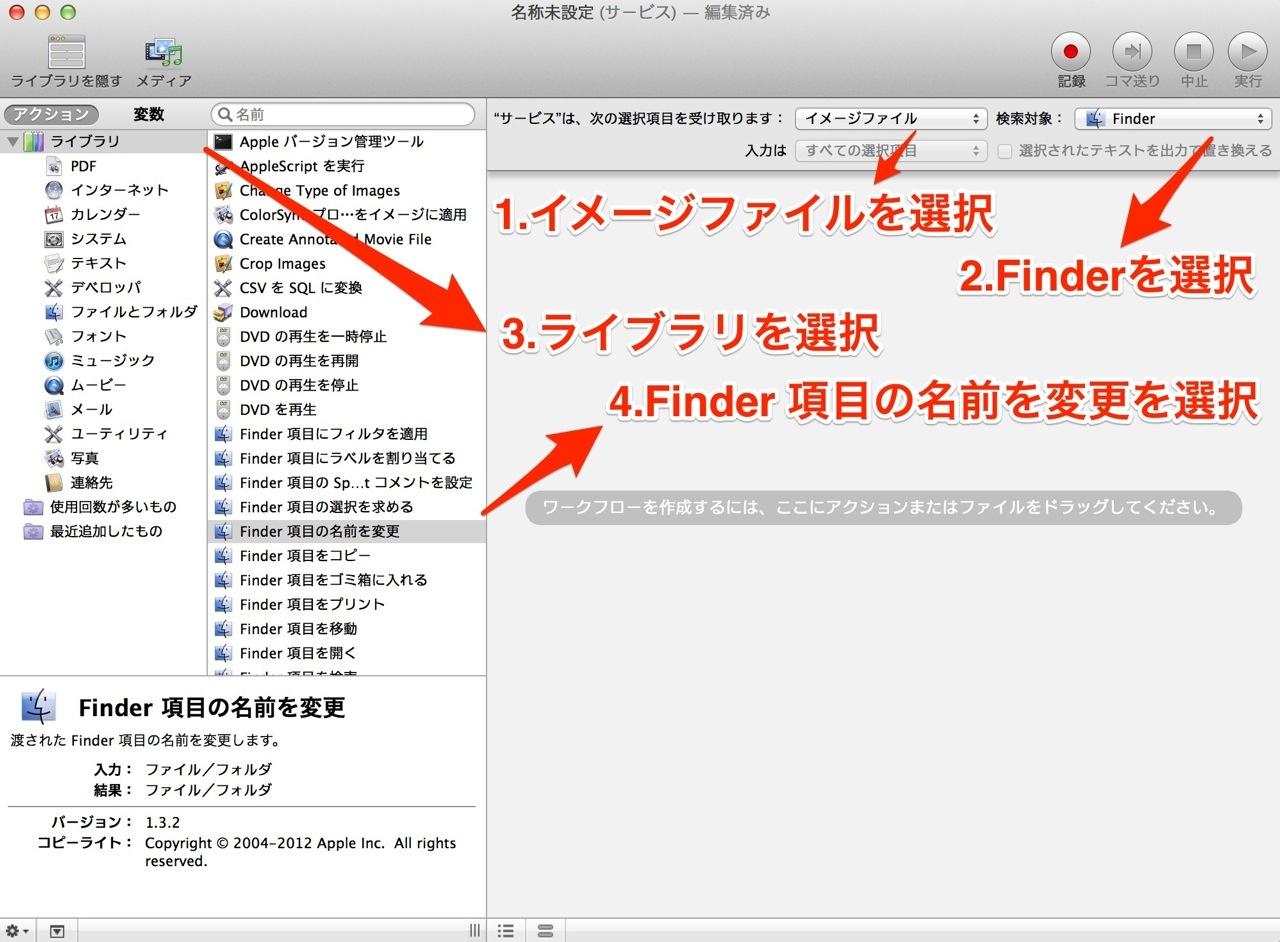 名称未設定 (サービス) — 編集済み
ライブラリを隠す
メディア
記録
コマ送り
中止
実行
アクション
変数
名前
"サービス"は、次の選択項目を受け取ります：
イメージファイル
検索対象：
Finder
入力は
すべての選択項目
選択されたテキストを出力で置き換える
ライブラリ
PDF
インターネット
カレンダー
システム
テキスト
デベロッパ
ファイルとフォルダ
フォント
ミュージック
ムービー
メール
ユーティリティ
写真
連絡先
使用回数が多いもの
最近追加したもの
Apple バージョン管理ツール
AppleScript を実行
Change Type of Images
ColorSync プロ…をイメージに適用
Create Annotated Movie File
Crop Images
CSV を SQL に変換
Download
DVD の再生を一時停止
DVD の再生を再開
DVD の再生を停止
DVD を再生
Finder 項目にフィルタを適用
Finder 項目にラベルを割り当てる
Finder 項目の Sp...t コメントを設定
Finder 項目の選択を求める
Finder 項目の名前を変更
Finder 項目をコピー
Finder 項目をゴミ箱に入れる
Finder 項目をプリント
Finder 項目を移動
Finder 項目を開く
Finder 項目を検索
1.イメージファイルを選択
2.Finderを選択
3.ライブラリを選択
4.Finder 項目の名前を変更を選択
ワークフローを作成するには、ここにアクションまたはファイルをドラッグしてください。
Finder 項目の名前を変更
渡された Finder 項目の名前を変更します。
入力： ファイル／フォルダ
結果： ファイル／フォルダ
バージョン： 1.3.2
コピーライト： Copyright © 2004–2012 Apple Inc. All rights
reserved.